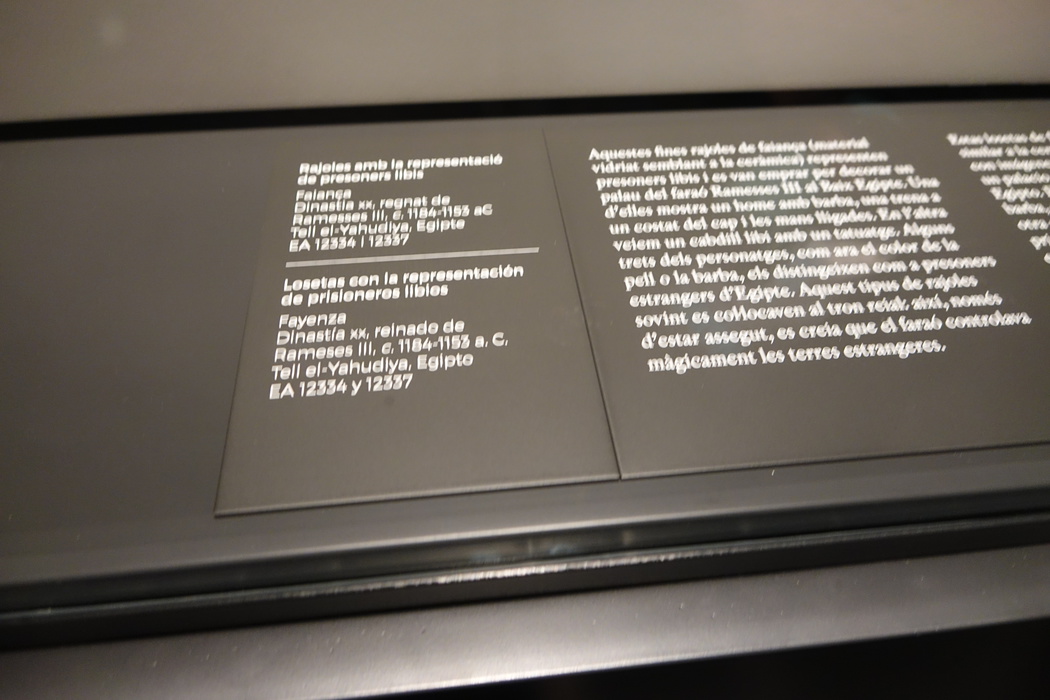 Rajoles amb la representació
de presoners libis
Faiança
Dinastia XX, regnat de
Ramesses III, c. 1184-1153 aC
Tell el-Yahudiya, Egipte
EA 12334 i 12337
Losetas con la representación
de prisioneros libios
Fayenza
Dinastía XX, reinado de
Rameses III, c. 1184-1153 a. C.
Tell el-Yahudiya, Egipto
EA 12334 y 12337
Aquestes fines rajoles de faiança (material
vidriat semblant a la ceràmica) representen
presoners libis i es van emprar per decorar un
palau del faraó Ramesses III al Baix Egipte. Una
d'elles mostra un home amb barba, una trena a
un costat del cap i les mans lligades. En l'altra
veiem un cabdill libi amb un tatuatge. Alguns
trets dels personatges, com ara el color de la
pell o la barba, els distingeixen com a presoners
estrangers d'Egipte. Aquest tipus de rajoles
sovint es col·locaven al tron reial: així, només
d'estar assegut, es creia que el faraó controlava
màgicament les terres estrangeres.
Estas losetas de